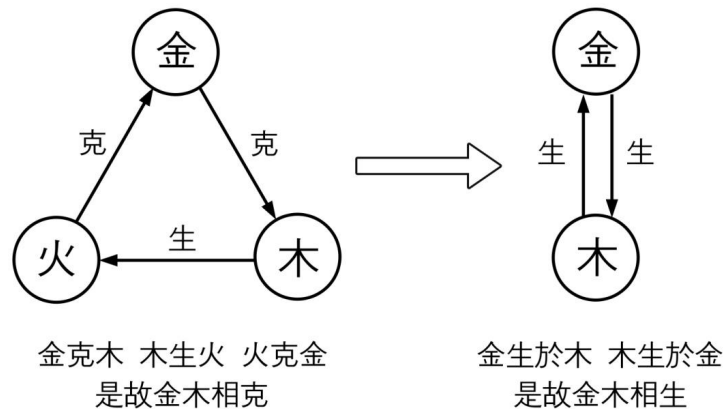 金
克
克
火
生
木
金克木 木生火 火克金
是故金木相克
金
生
生
木
金生於木 木生於金
是故金木相生